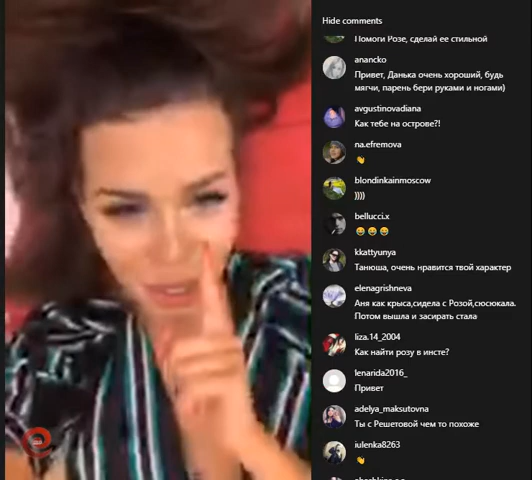 Hide comments
Помоги Розе, сделай ее стильной
anancko
Привет, Данька очень хороший, будь
мягчи, парень бери руками и ногами)
avgustinovadiana
Как тебе на острове?!
na.efremova
👏
blondinkainmoscow
))))
bellucci.x
😂 😂 😂
kkattyunya
Танюша, очень нравится твой характер
elenagrishneva
Аня как крыса,сидела с Розой,сюсюкала.
Потом вышла и засирать стала
liza.14_2004
Как найти розу в инсте?
lenarida2016_
Привет
adelya_maksutovna
Ты с Решетовой чем то похоже
iulenka8263
👏